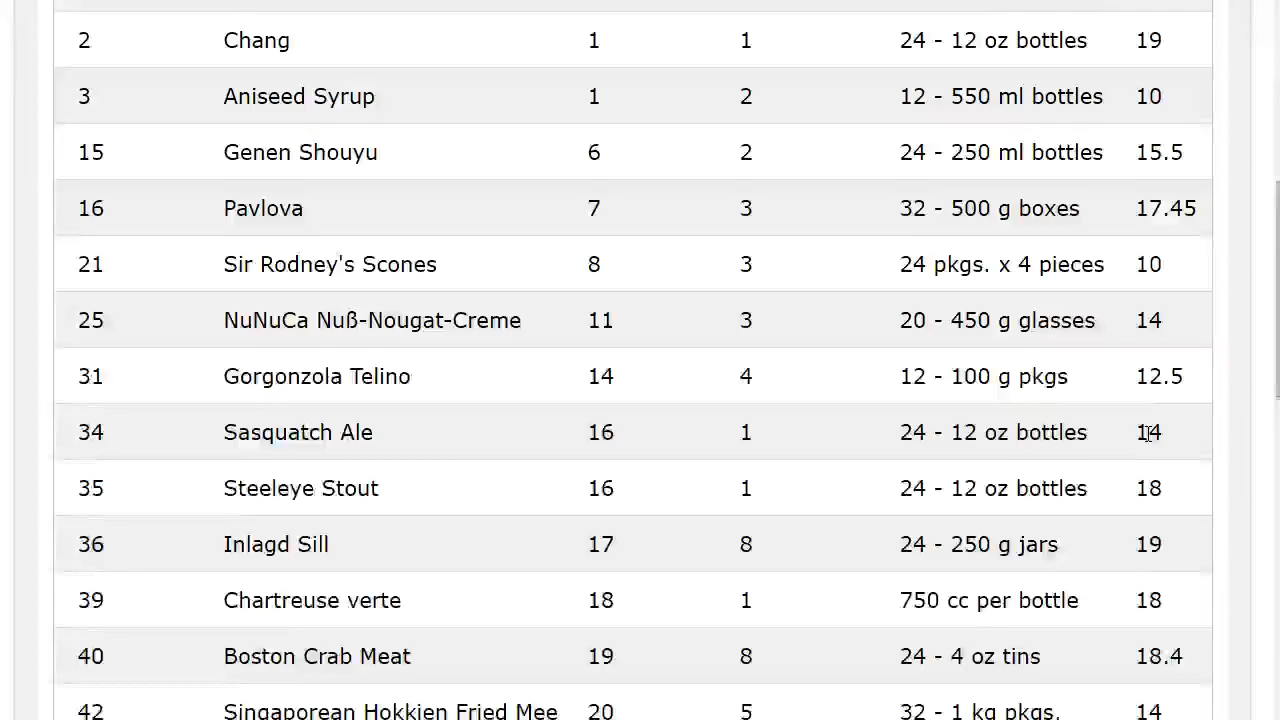 2 Chang 1 1 24 - 12 oz bottles 19
3 Aniseed Syrup 1 2 12 - 550 ml bottles 10
15 Genen Shouyu 6 2 24 - 250 ml bottles 15.5
16 Pavlova 7 3 32 - 500 g boxes 17.45
21 Sir Rodney's Scones 8 3 24 pkgs. x 4 pieces 10
25 NuNuCa Nuß-Nougat-Creme 11 3 20 - 450 g glasses 14
31 Gorgonzola Telino 14 4 12 - 100 g pkgs 12.5
34 Sasquatch Ale 16 1 24 - 12 oz bottles 14
35 Steeleye Stout 16 1 24 - 12 oz bottles 18
36 Inlagd Sill 17 8 24 - 250 g jars 19
39 Chartreuse verte 18 1 750 cc per bottle 18
40 Boston Crab Meat 19 8 24 - 4 oz tins 18.4
42 Singaporean Hokkien Fried Mee 20 5 32 - 1 kg pkgs. 14